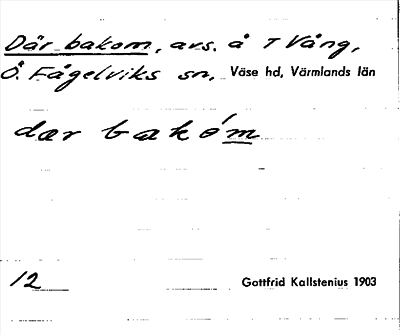 Där bakom, avs. å T Vång,
Ö. Fågelviks sn, Väse hd, Värmlands län
dær bakóm
12
Gottfrid Kallstenius 1903